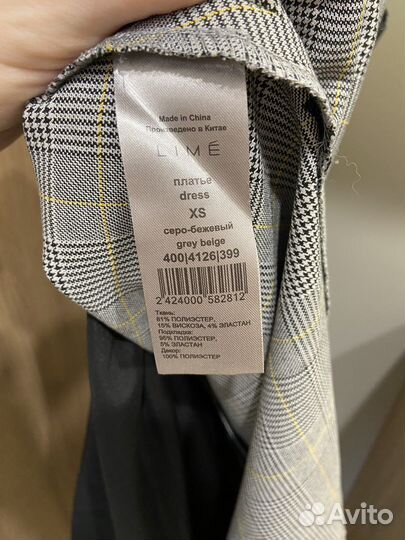 Made in China
Произведено в Китае
LIMÉ
платье
dress
XS
серо-бежевый
grey beige
400|4126|399
2 424000 582812
Ткань:
81% ПОЛИЭСТЕР,
15% ВИСКОЗА, 4% ЭЛАСТАН
Подкладка:
95% ПОЛИЭСТЕР,
5% ЭЛАСТАН
Декор:
100% ПОЛИЭСТЕР
Avito